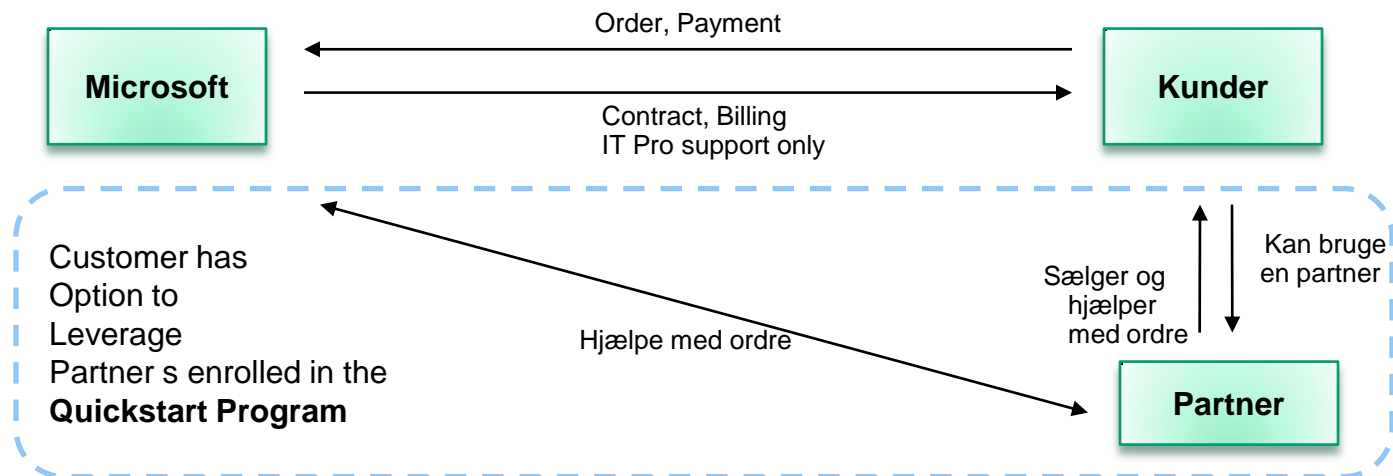 Order, Payment
Microsoft
Kunder
Contract, Billing
IT Pro support only
Customer has
Option to
Leverage
Partner s enrolled in the
Quickstart Program
Hjælpe med ordre
Sælger og
hjælper
med ordre
Kan bruge
en partner
Partner